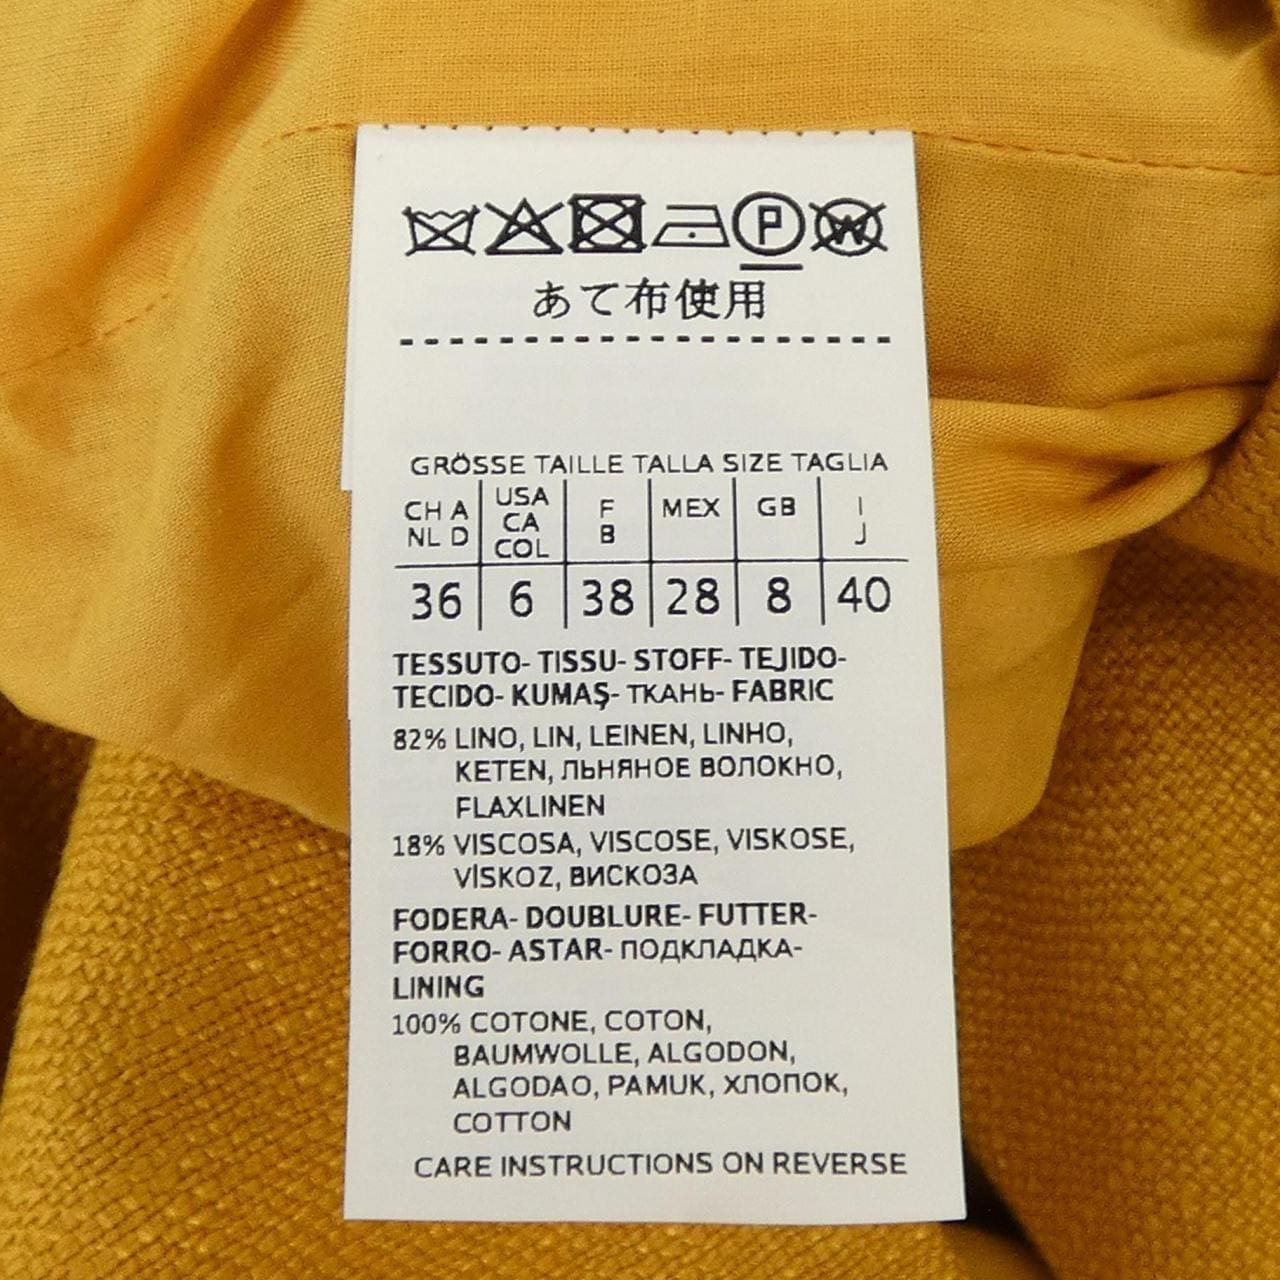 P W
あて布使用
GRÖSSE TAILLE TALLA SIZE TAGLIA
CH A NL D USA CA COL F B MEX GB I J
36 6 38 28 8 40
TESSUTO- TISSU- STOFF- TEJIDO-
TECIDO- KUMAŞ- ТКАНЬ- FABRIC
82% LINO, LIN, LEINEN, LINHO,
KETEN, ЛЬНЯНОЕ ВОЛОКНО,
FLAXLINEN
18% VISCOSA, VISCOSE, VISKOSE,
VİSKOZ, ВИСКОЗА
FODERA- DOUBLURE- FUTTER-
FORRO- ASTAR- ПОДКЛАДКА-
LINING
100% COTONE, COTON,
BAUMWOLLE, ALGODON,
ALGODAO, PAMUK, ХЛОПОК,
COTTON
CARE INSTRUCTIONS ON REVERSE